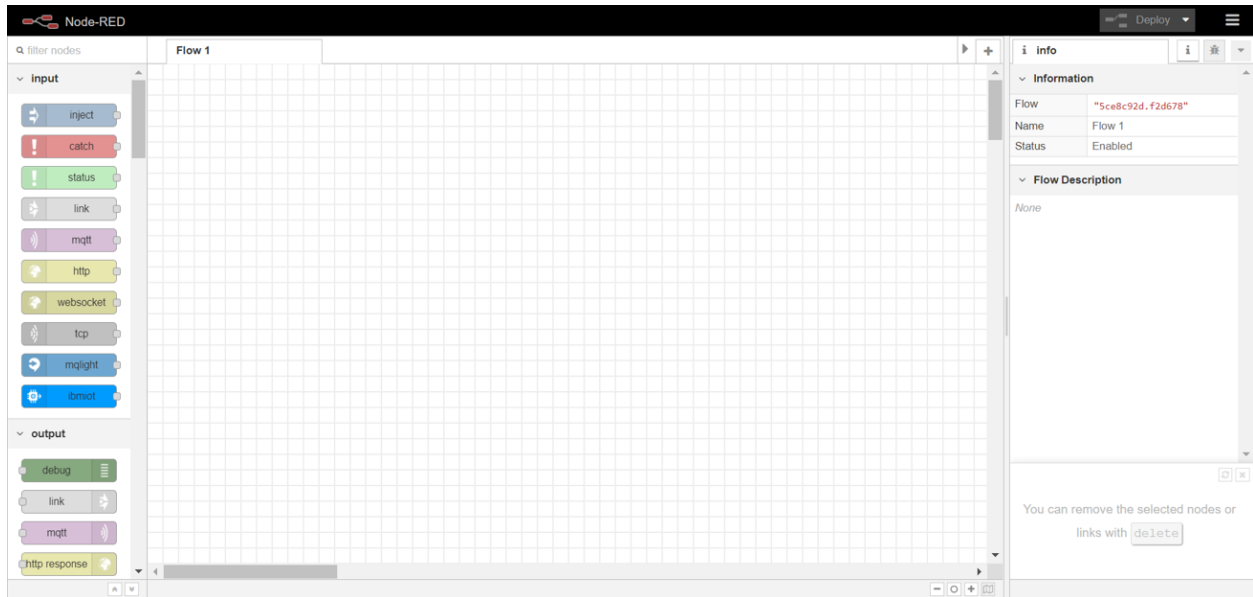 Node-RED
Deploy
filter nodes
Flow 1
info
i
input
inject
catch
status
link
mqtt
http
websocket
tcp
mqlight
ibmiot
output
debug
link
mqtt
http response
Information
Flow "5ce8c92d.f2d678"
Name Flow 1
Status Enabled
Flow Description
None
You can remove the selected nodes or
links with delete